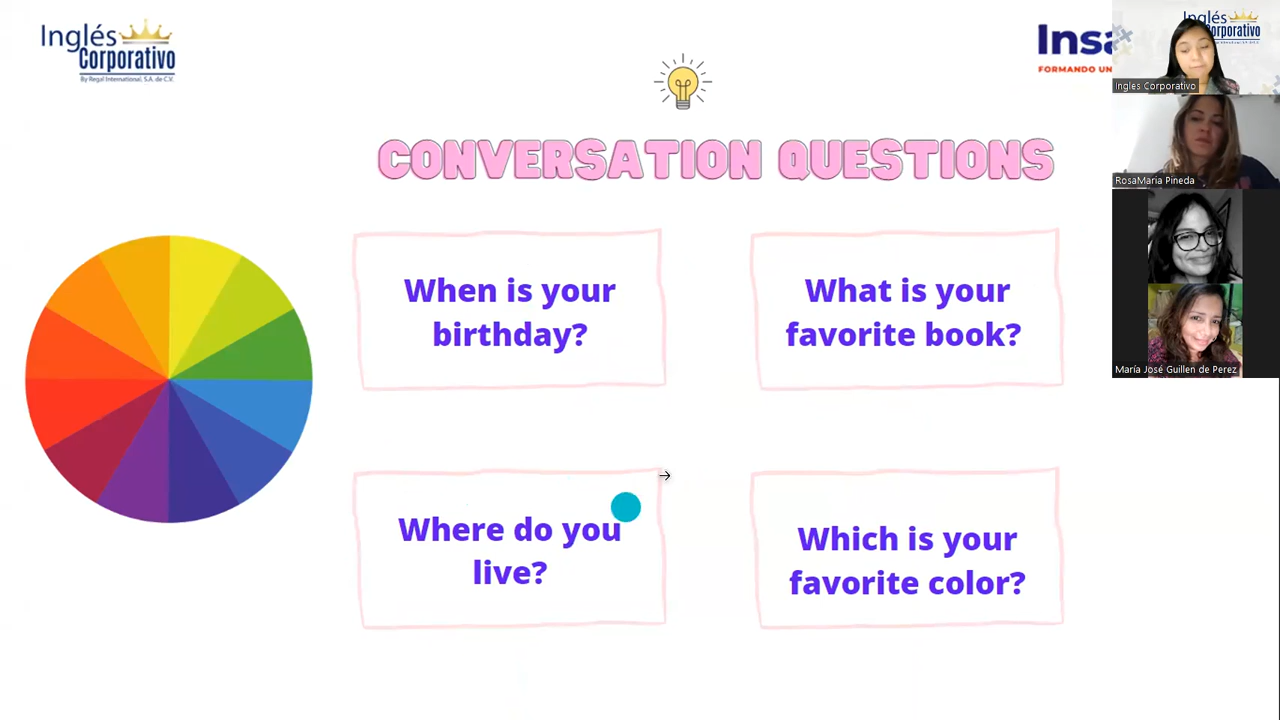 Inglés
Corporativo
By Regal International, S.A. de C.V.
FORMANDO UN
CONVERSATION QUESTIONS
When is your
birthday?
What is your
favorite book?
Where do you
live?
Which is your
favorite color?
Inglés
Corporativo
Ingles Corporativo
RosaMaria Pineda
María José Guillen de Perez